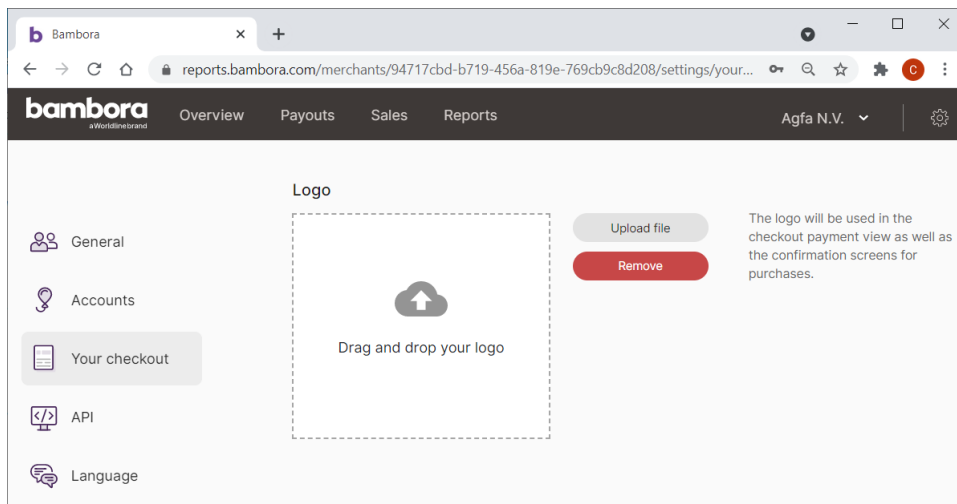 Bambora
reports.bambora.com/merchants/94717cbd-b719-456a-819e-769cb9c8d208/settings/your...
C
bambora
aWorldlinebrand
Overview
Payouts
Sales
Reports
Agfa N.V.
Logo
General
Accounts
Your checkout
API
Language
Drag and drop your logo
Upload file
Remove
The logo will be used in the
checkout payment view as well as
the confirmation screens for
purchases.